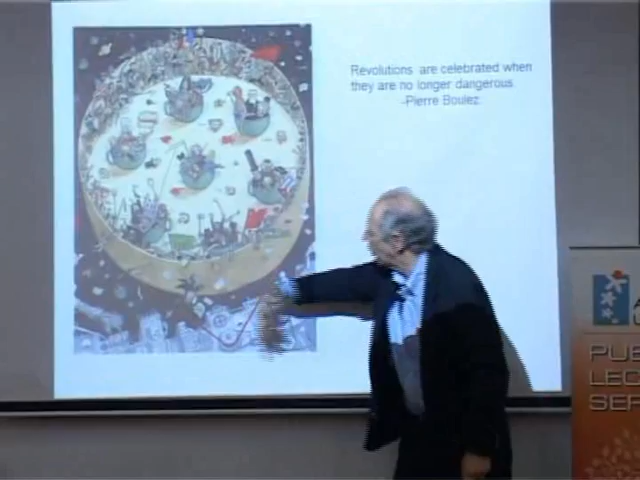 Revolutions are celebrated when
they are no longer dangerous.
-Pierre Boulez
PUB
LEC
SER